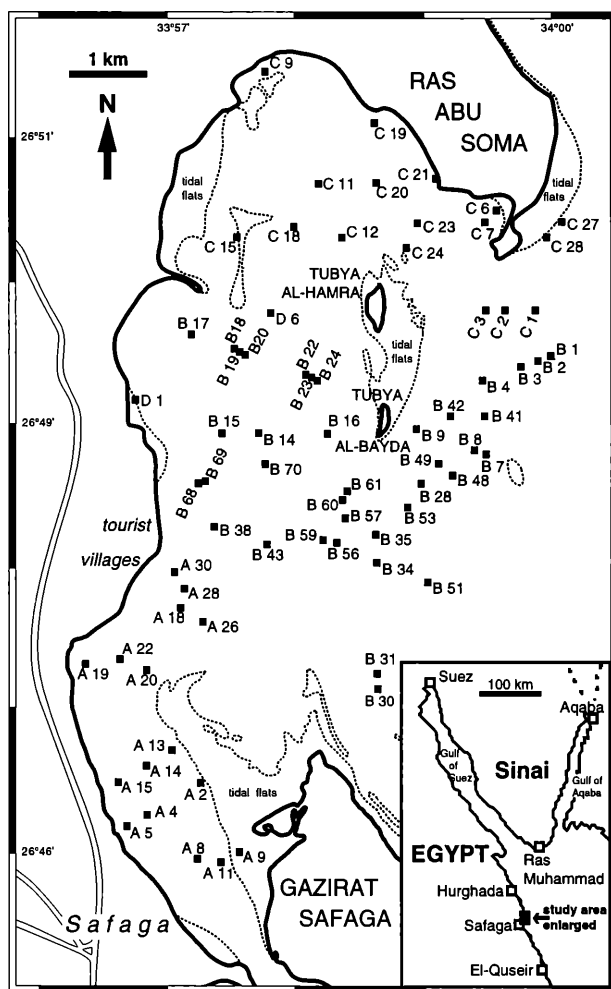 33°57'
34°00'
1 km
N
26°51'
26°49'
26°46'
RAS
ABU
SOMA
C 9
C 19
C 21
C 20
C 11
C 6
C 7
C 27
C 28
C 23
C 24
C 12
C 18
C 15
tidal
flats
tidal
flats
TUBYA
AL-HAMRA
tidal
flats
D 6
B 17
B18
B 19
B20
B 22
B 23
B 24
C 3
C 2
C 1
B 1
B 2
B 3
B 4
D 1
TUBYA
AL-BAYDA
B 15
B 14
B 16
B 42
B 41
B 9
B 8
B 7
B 49
B 48
B 28
B 53
B 70
B 69
B 68
B 61
B 60
B 57
B 59
B 56
B 35
B 34
B 51
B 38
B 43
tourist
villages
A 30
A 28
A 18
A 26
A 22
A 19
A 20
B 31
B 30
A 13
A 14
A 15
A 2
A 4
A 5
A 8
A 11
A 9
tidal flats
GAZIRAT
SAFAGA
Safaga
Suez
100 km
Aqaba
Gulf
of
Suez
Sinai
Gulf of
Aqaba
EGYPT
Ras
Muhammad
Hurghada
Safaga
study area
enlarged
El-Quseir